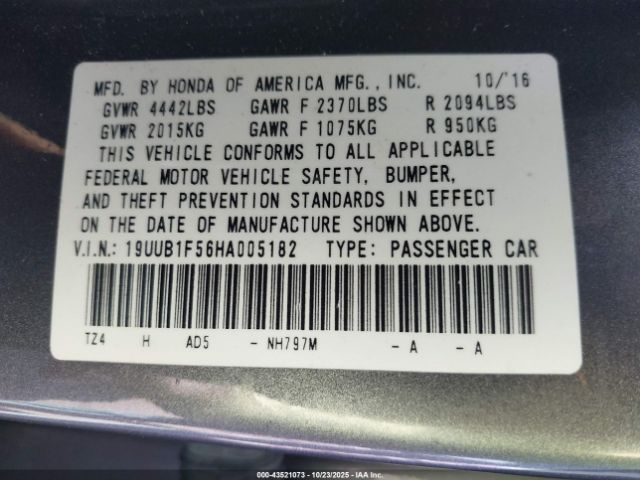 MFD. BY HONDA OF AMERICA MFG., INC. 10/'16
GVWR 4442LBS GAWR F 2370LBS R 2094LBS
GVWR 2015KG GAWR F 1075KG R 950KG
THIS VEHICLE CONFORMS TO ALL APPLICABLE
FEDERAL MOTOR VEHICLE SAFETY, BUMPER,
AND THEFT PREVENTION STANDARDS IN EFFECT
ON THE DATE OF MANUFACTURE SHOWN ABOVE.
V.I.N.: 19UUB1F56HA005182 TYPE: PASSENGER CAR
TZ4 H AD5 - NH797M - A - A
000-43521073 - 10/23/2025 - IAA Inc.